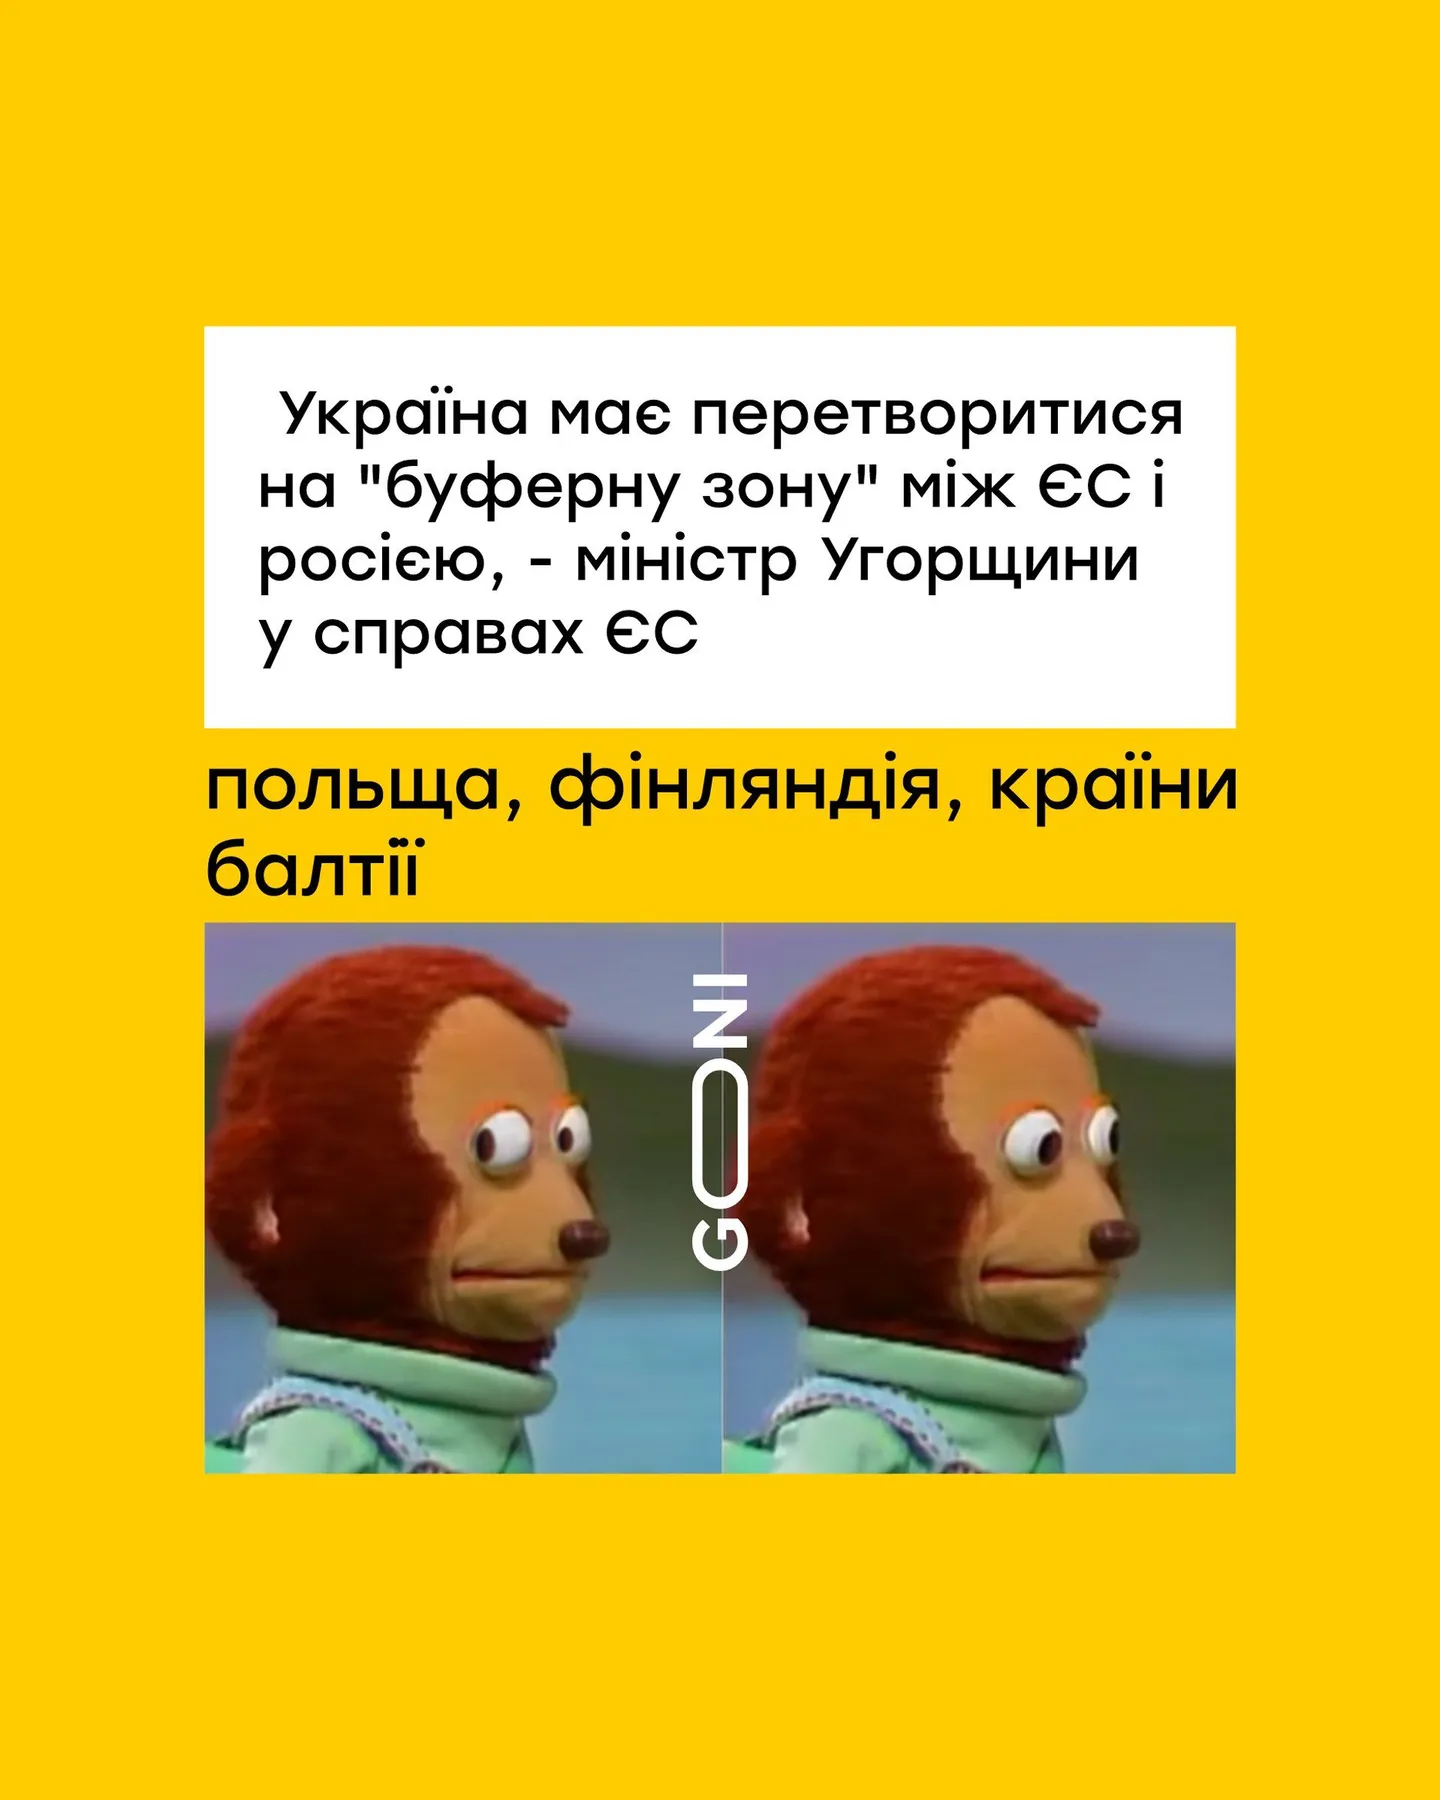 Україна має перетворитися
на "буферну зону" між ЄС і
росією, - міністр Угорщини
у справах ЄС
польща, фінляндія, країни
балтії
GONI